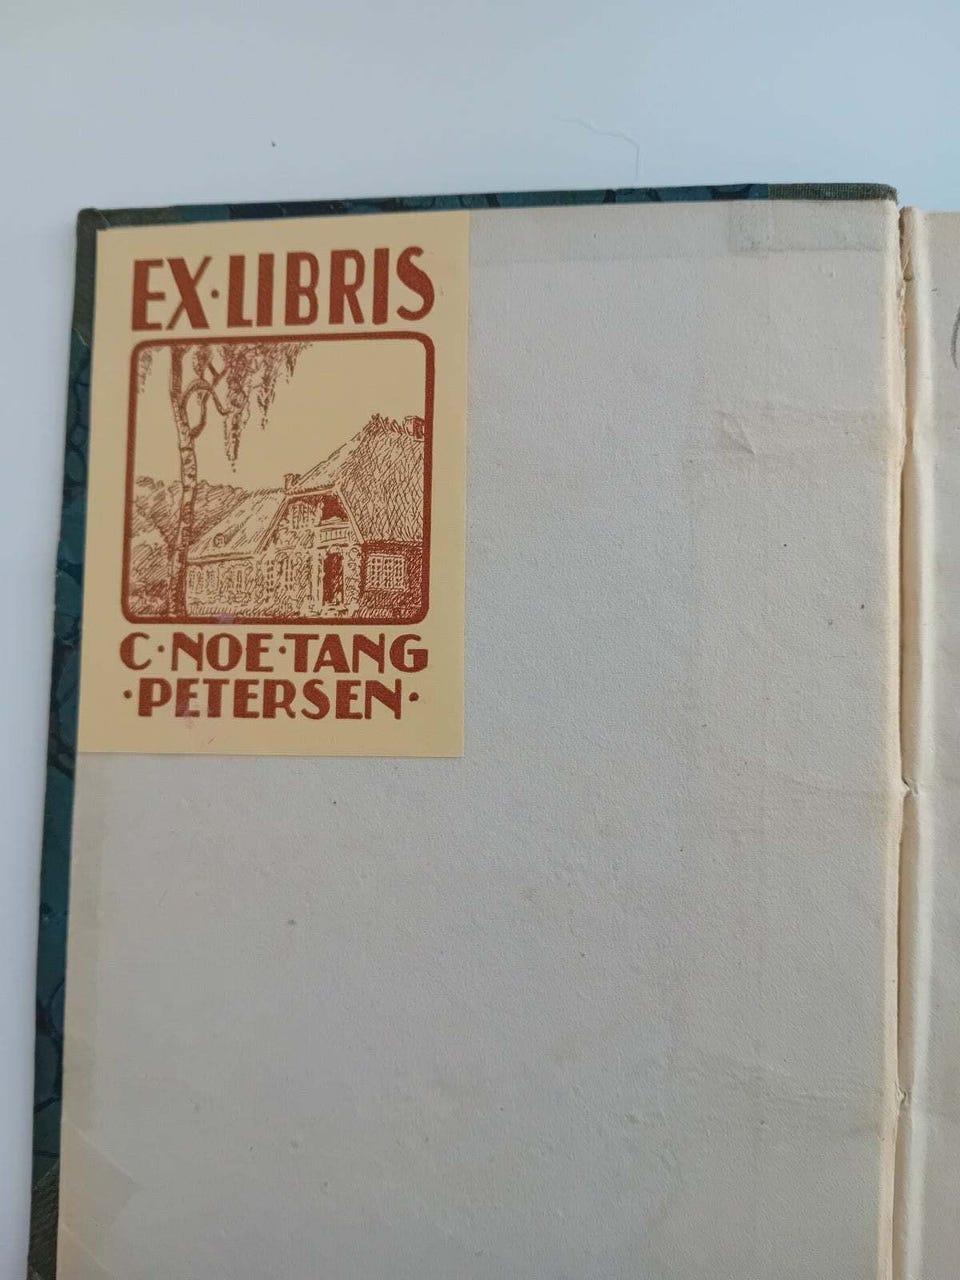 EX·LIBRIS
C·NOE·TANG
·PETERSEN·